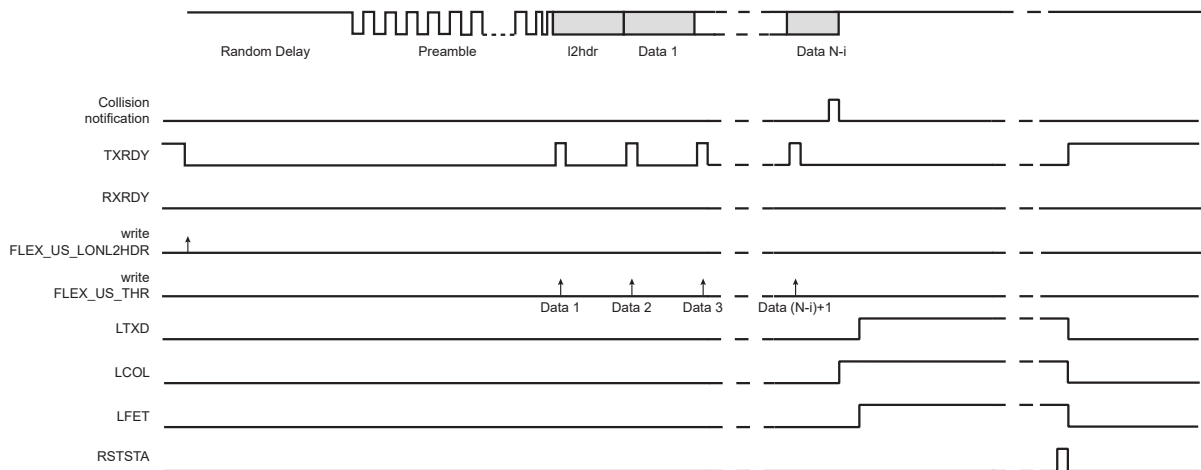 Random Delay Preamble l2hdr Data 1 Data N-i
Collision
notification
TXRDY
RXRDY
write
FLEX_US_LONL2HDR
write
FLEX_US_THR
Data 1 Data 2 Data 3 Data (N-i)+1
LTXD
LCOL
LFET
RSTSTA